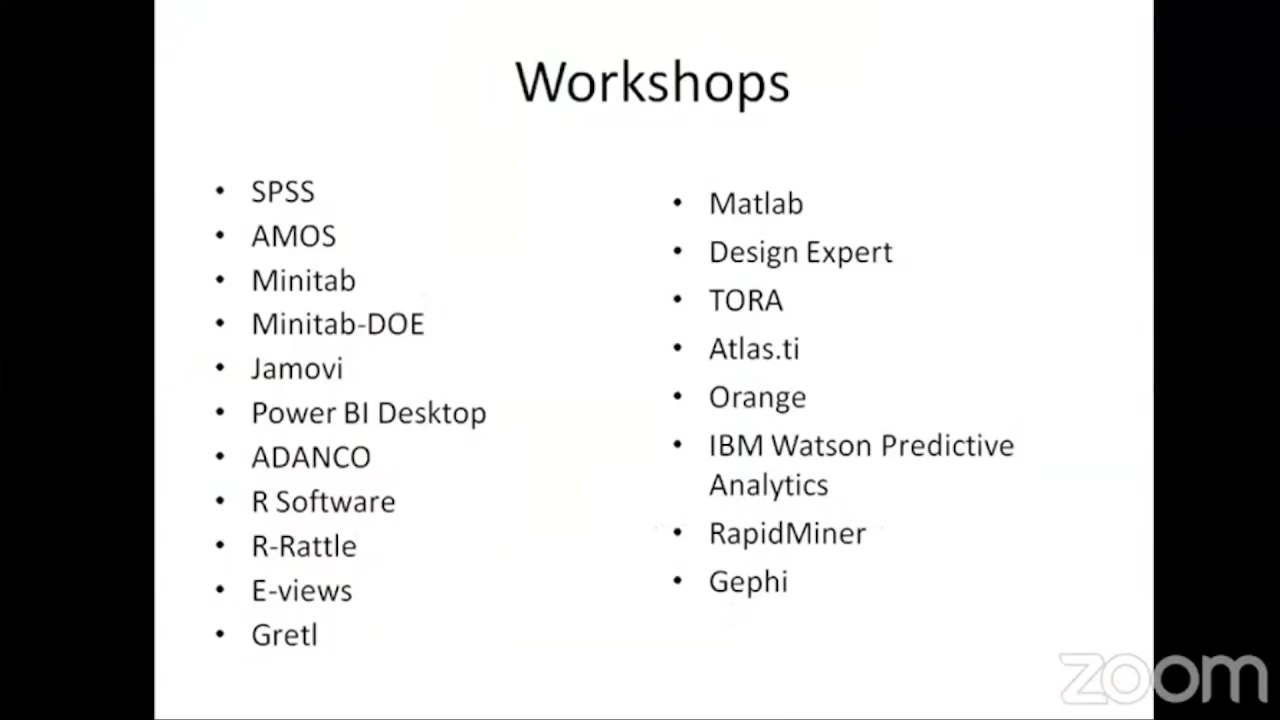 Workshops
• SPSS
• AMOS
• Minitab
• Minitab-DOE
• Jamovi
• Power BI Desktop
• ADANCO
• R Software
• R-Rattle
• E-views
• Gretl
• Matlab
• Design Expert
• TORA
• Atlas.ti
• Orange
• IBM Watson Predictive
Analytics
• RapidMiner
• Gephi
zoom